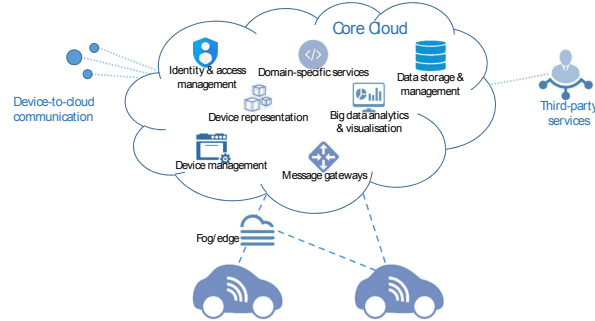 Core Cloud
Identity & access
management
Domain-specific services
Data storage &
management
Device-to-cloud
communication
Third-party
services
Device representation
Big data analytics
& visualisation
Device management
Message gateways
Fog/edge